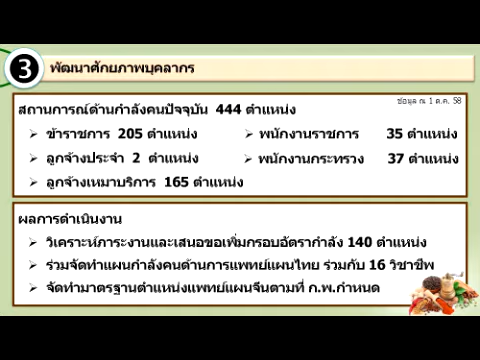 3 พัฒนาศักยภาพบุคลากร
ข้อมูล ณ 1 ต.ค. 58
สถานการณ์ด้านกำลังคนปัจจุบัน 444 ตำแหน่ง
➢ ข้าราชการ 205 ตำแหน่ง ➢ พนักงานราชการ 35 ตำแหน่ง
➢ ลูกจ้างประจำ 2 ตำแหน่ง ➢ พนักงานกระทรวง 37 ตำแหน่ง
➢ ลูกจ้างเหมาบริการ 165 ตำแหน่ง
ผลการดำเนินงาน
➢ วิเคราะห์ภาระงานและเสนอขอเพิ่มกรอบอัตรากำลัง 140 ตำแหน่ง
➢ ร่วมจัดทำแผนกำลังคนด้านการแพทย์แผนไทย ร่วมกับ 16 วิชาชีพ
➢ จัดทำมาตรฐานตำแหน่งแพทย์แผนจีนตามที่ ก.พ.กำหนด